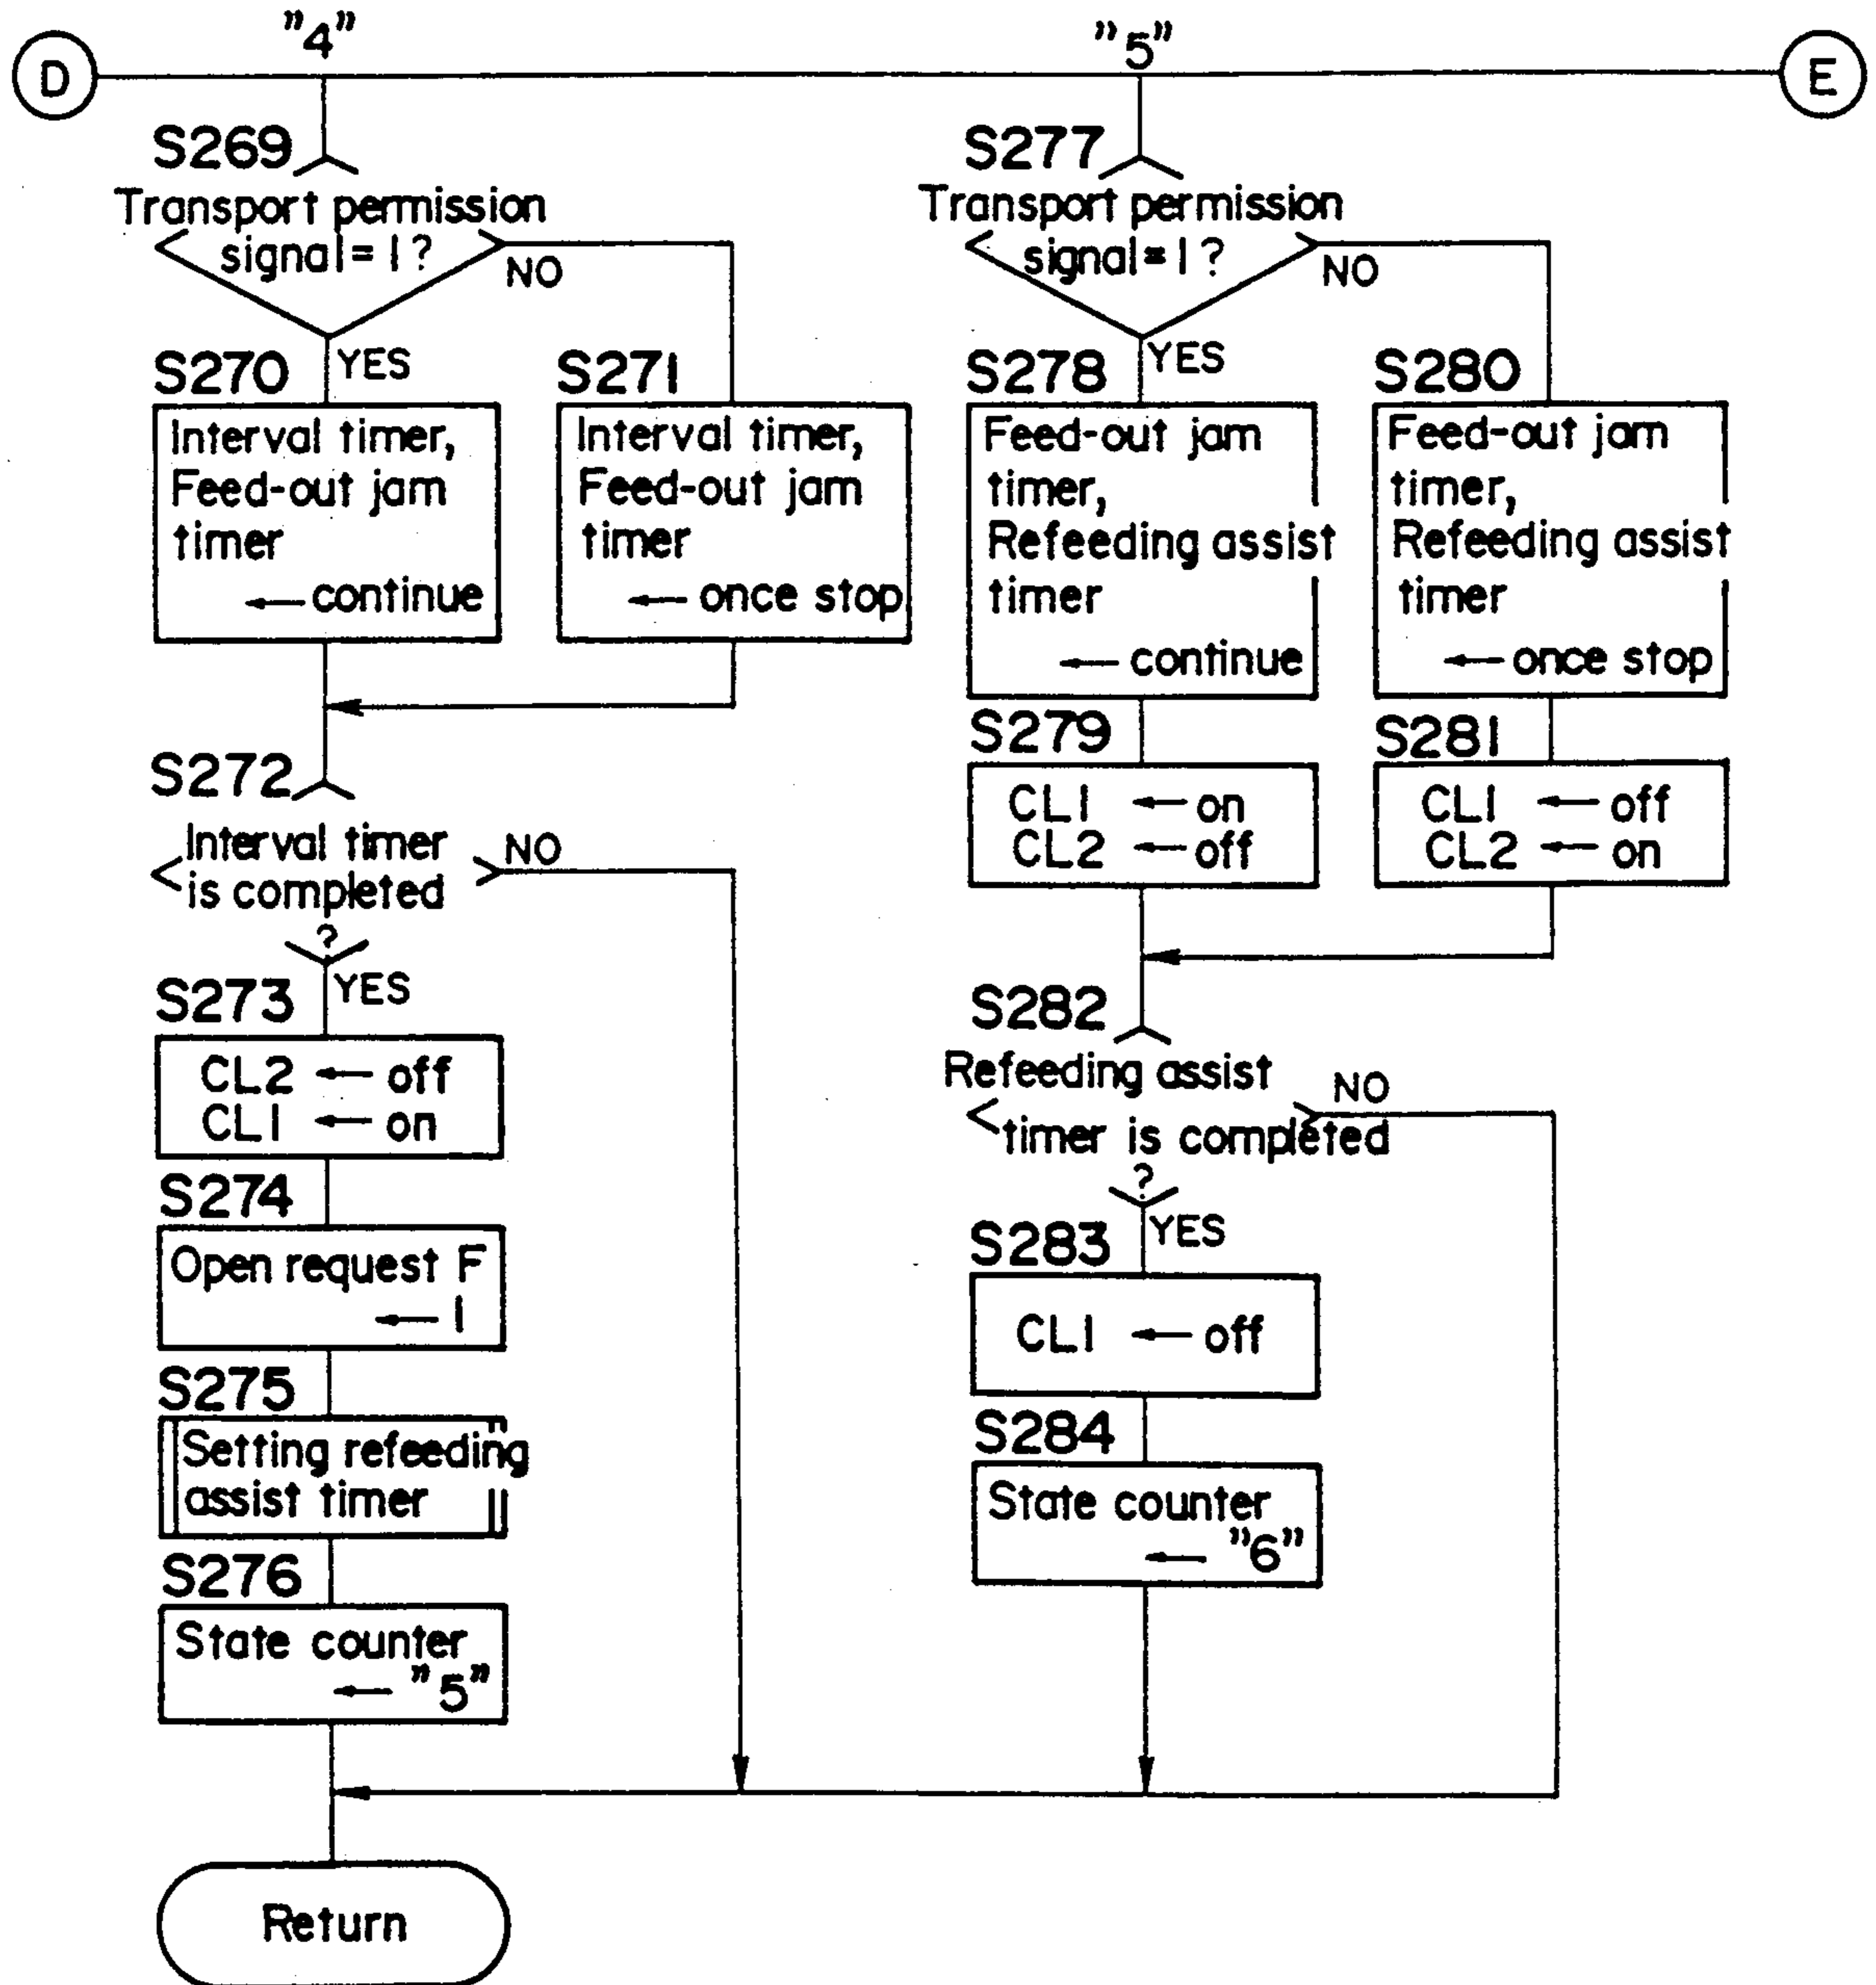 D
"4"
"5"
E
S269
Transport permission
signal=1?
NO
YES
S270
Interval timer,
Feed-out jam
timer
← continue
S271
Interval timer,
Feed-out jam
timer
← once stop
S272
Interval timer
is completed
?
NO
YES
S273
CL2 ← off
CL1 ← on
S274
Open request F
← 1
S275
Setting refeeding
assist timer
S276
State counter
← "5"
Return
S277
Transport permission
signal=1?
NO
YES
S278
Feed-out jam
timer,
Refeeding assist
timer
← continue
S279
CL1 ← on
CL2 ← off
S280
Feed-out jam
timer,
Refeeding assist
timer
← once stop
S281
CL1 ← off
CL2 ← on
S282
Refeeding assist
timer is completed
?
NO
YES
S283
CL1 ← off
S284
State counter
← "6"